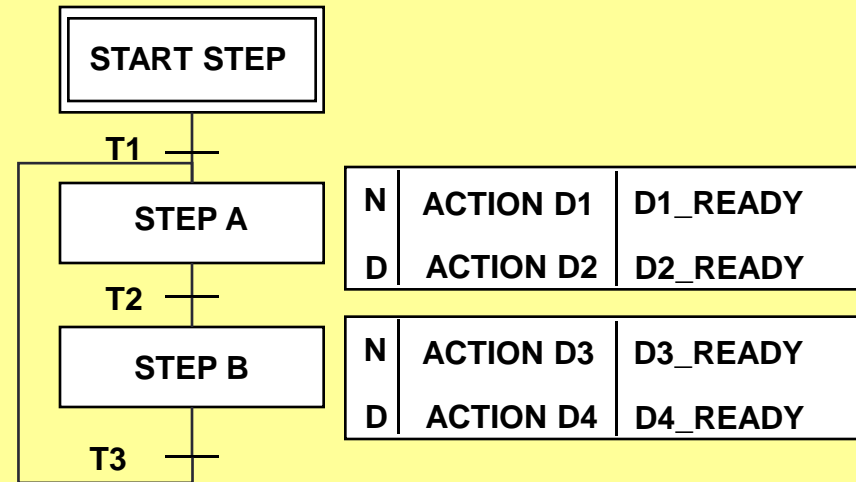 START STEP
T1
STEP A
N ACTION D1 D1_READY
D ACTION D2 D2_READY
T2
STEP B
N ACTION D3 D3_READY
D ACTION D4 D4_READY
T3